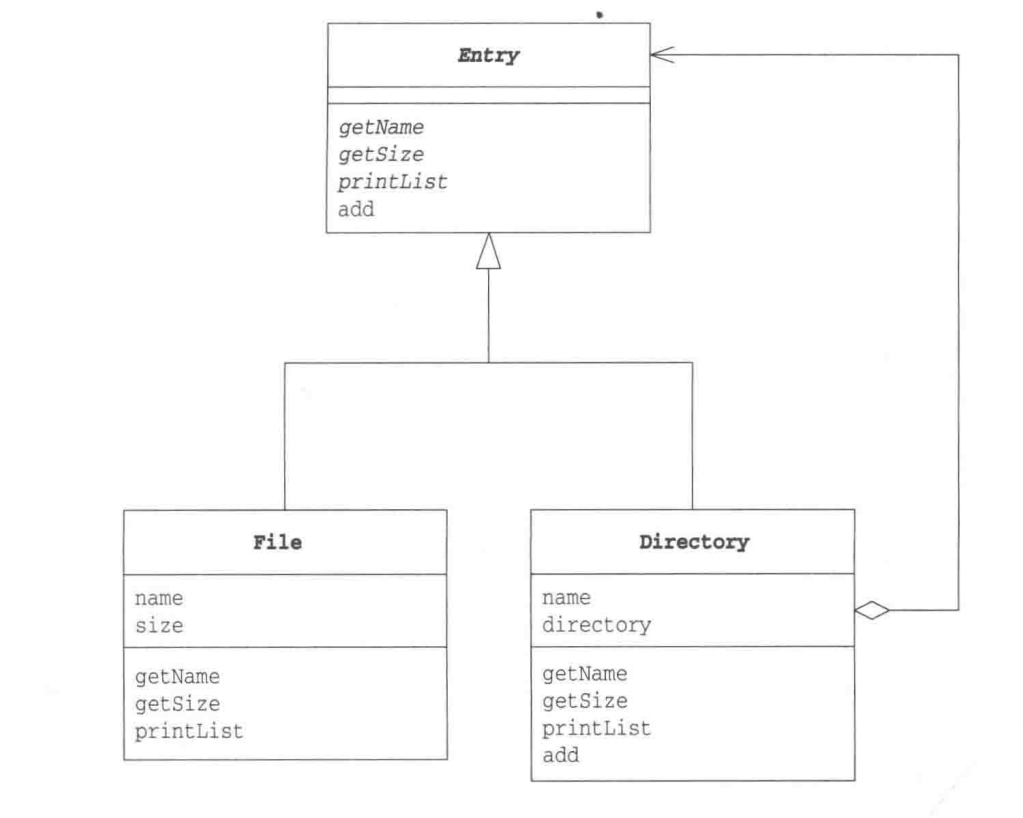 Entry
getName
getSize
printList
add
File
name
size
getName
getSize
printList
Directory
name
directory
getName
getSize
printList
add